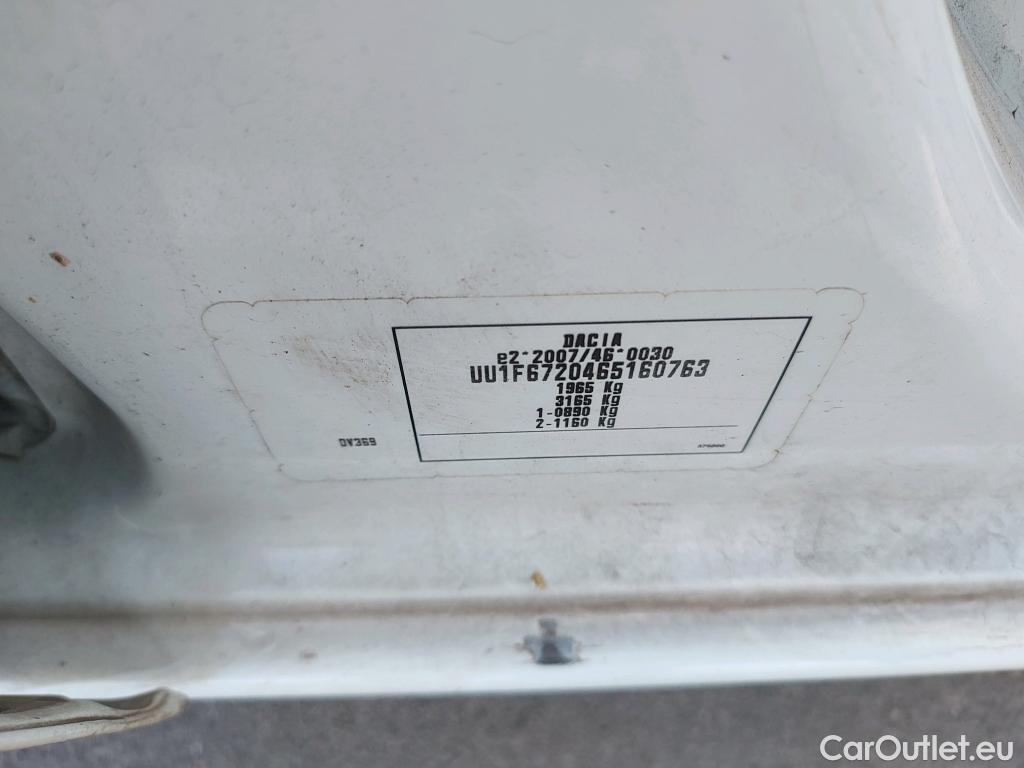 DACIA
e2*2007/46*0030
UU1F6720465160763
1965 Kg
3165 Kg
1-0890 Kg
2-1160 Kg
DV369
CarOutlet.eu